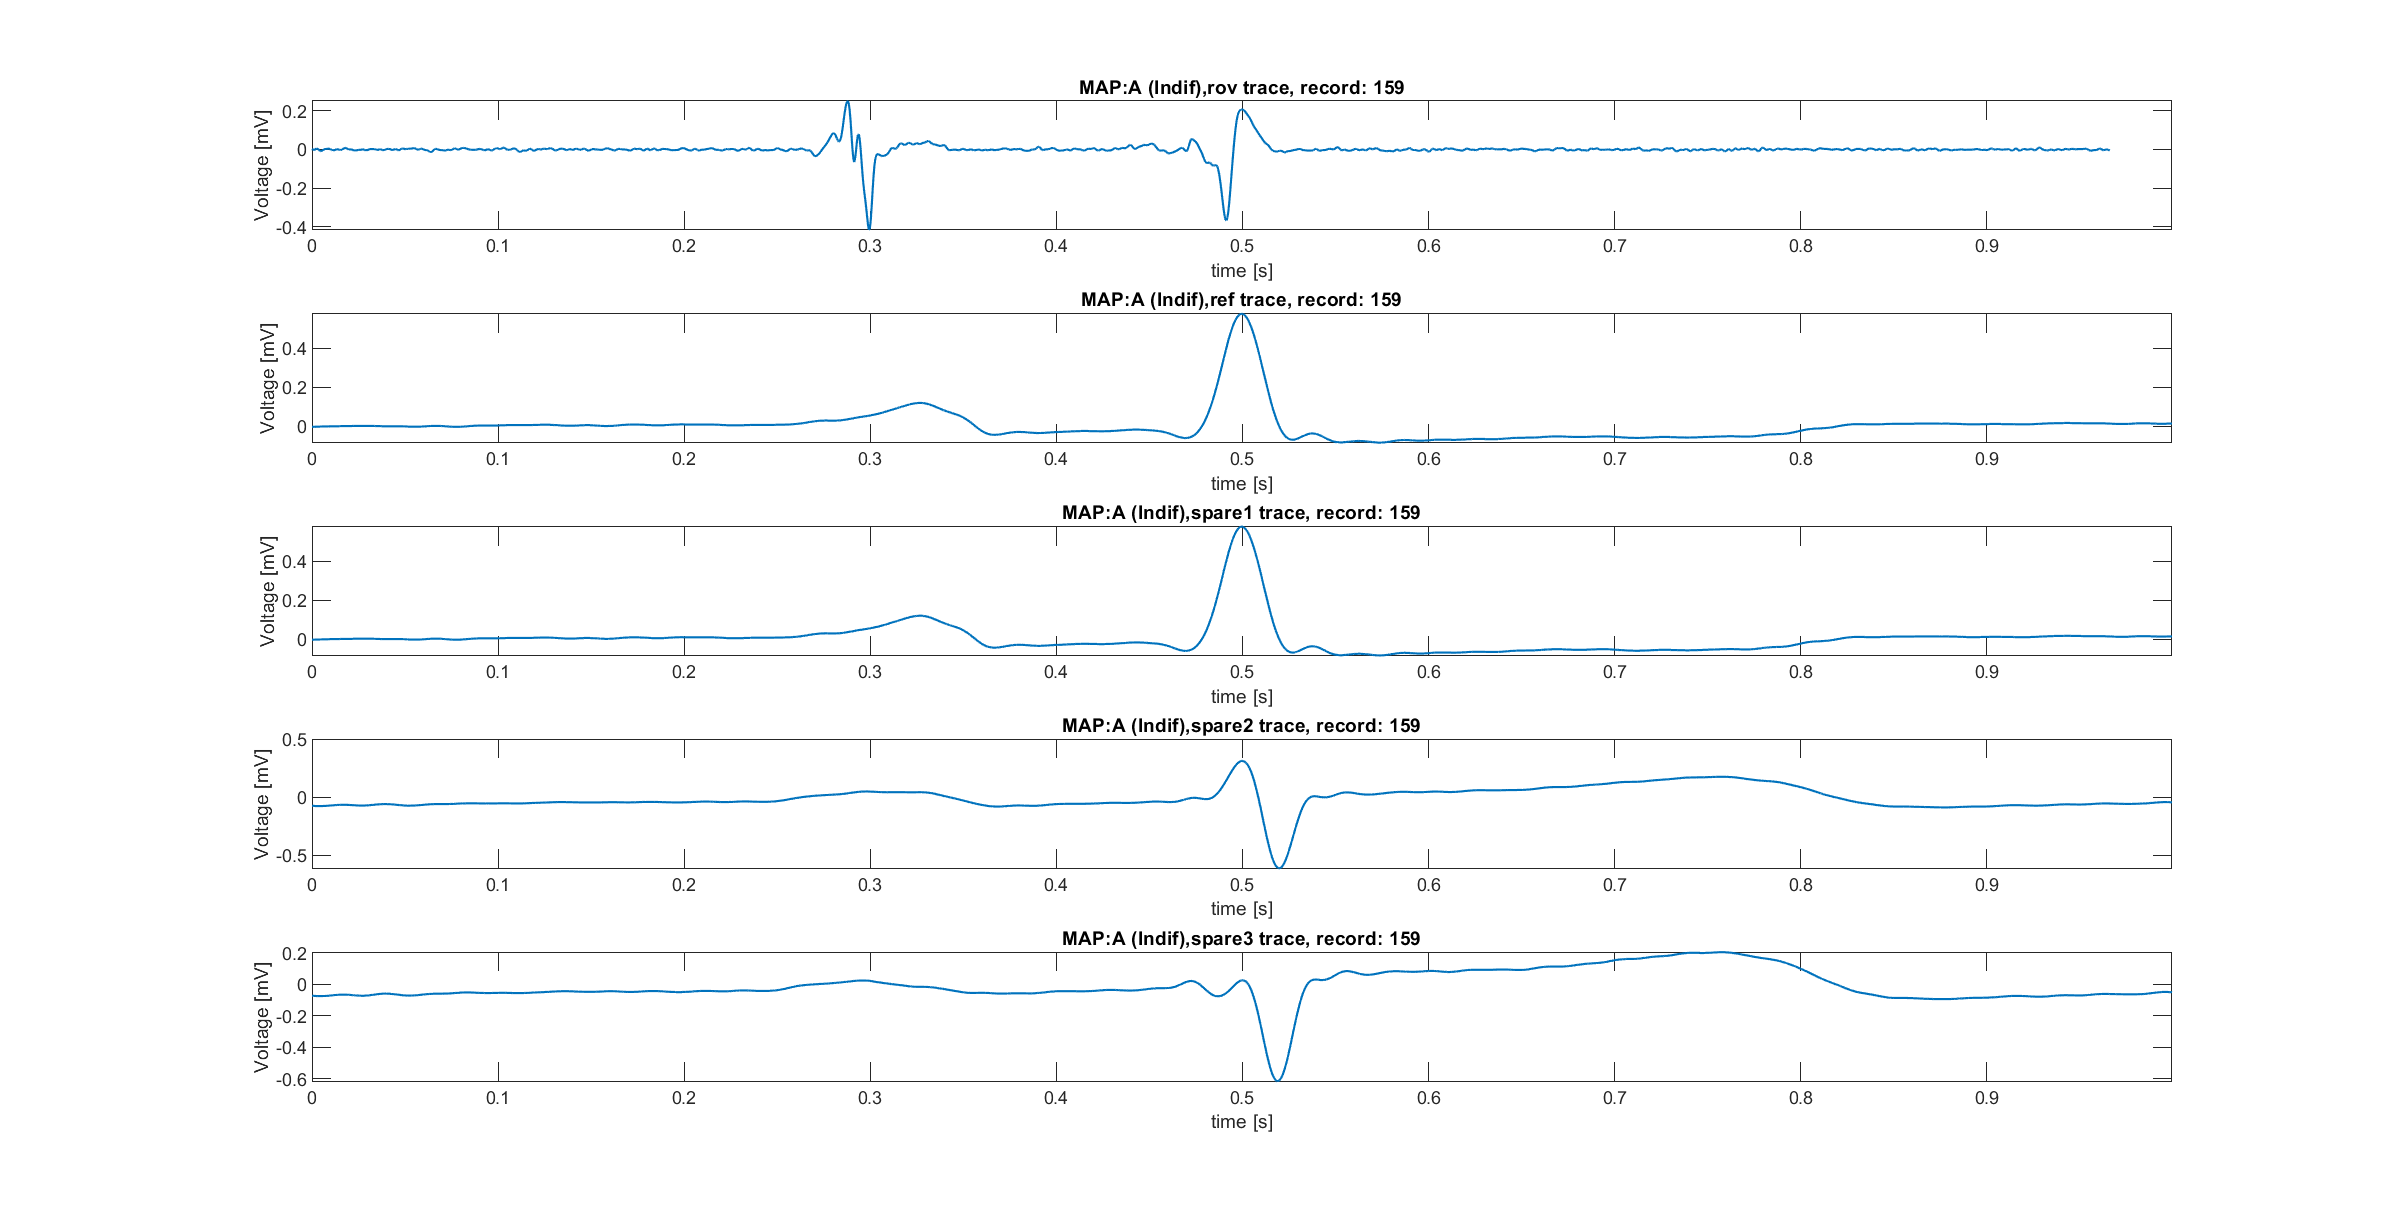 MAP:A (Indif),rov trace, record: 159
Voltage [mV]
0.2
0
-0.2
-0.4
0 0.1 0.2 0.3 0.4 0.5 0.6 0.7 0.8 0.9
time [s]
MAP:A (Indif),ref trace, record: 159
Voltage [mV]
0.4
0.2
0
0 0.1 0.2 0.3 0.4 0.5 0.6 0.7 0.8 0.9
time [s]
MAP:A (Indif),spare1 trace, record: 159
Voltage [mV]
0.4
0.2
0
0 0.1 0.2 0.3 0.4 0.5 0.6 0.7 0.8 0.9
time [s]
MAP:A (Indif),spare2 trace, record: 159
Voltage [mV]
0.5
0
-0.5
0 0.1 0.2 0.3 0.4 0.5 0.6 0.7 0.8 0.9
time [s]
MAP:A (Indif),spare3 trace, record: 159
Voltage [mV]
0.2
0
-0.2
-0.4
-0.6
0 0.1 0.2 0.3 0.4 0.5 0.6 0.7 0.8 0.9
time [s]